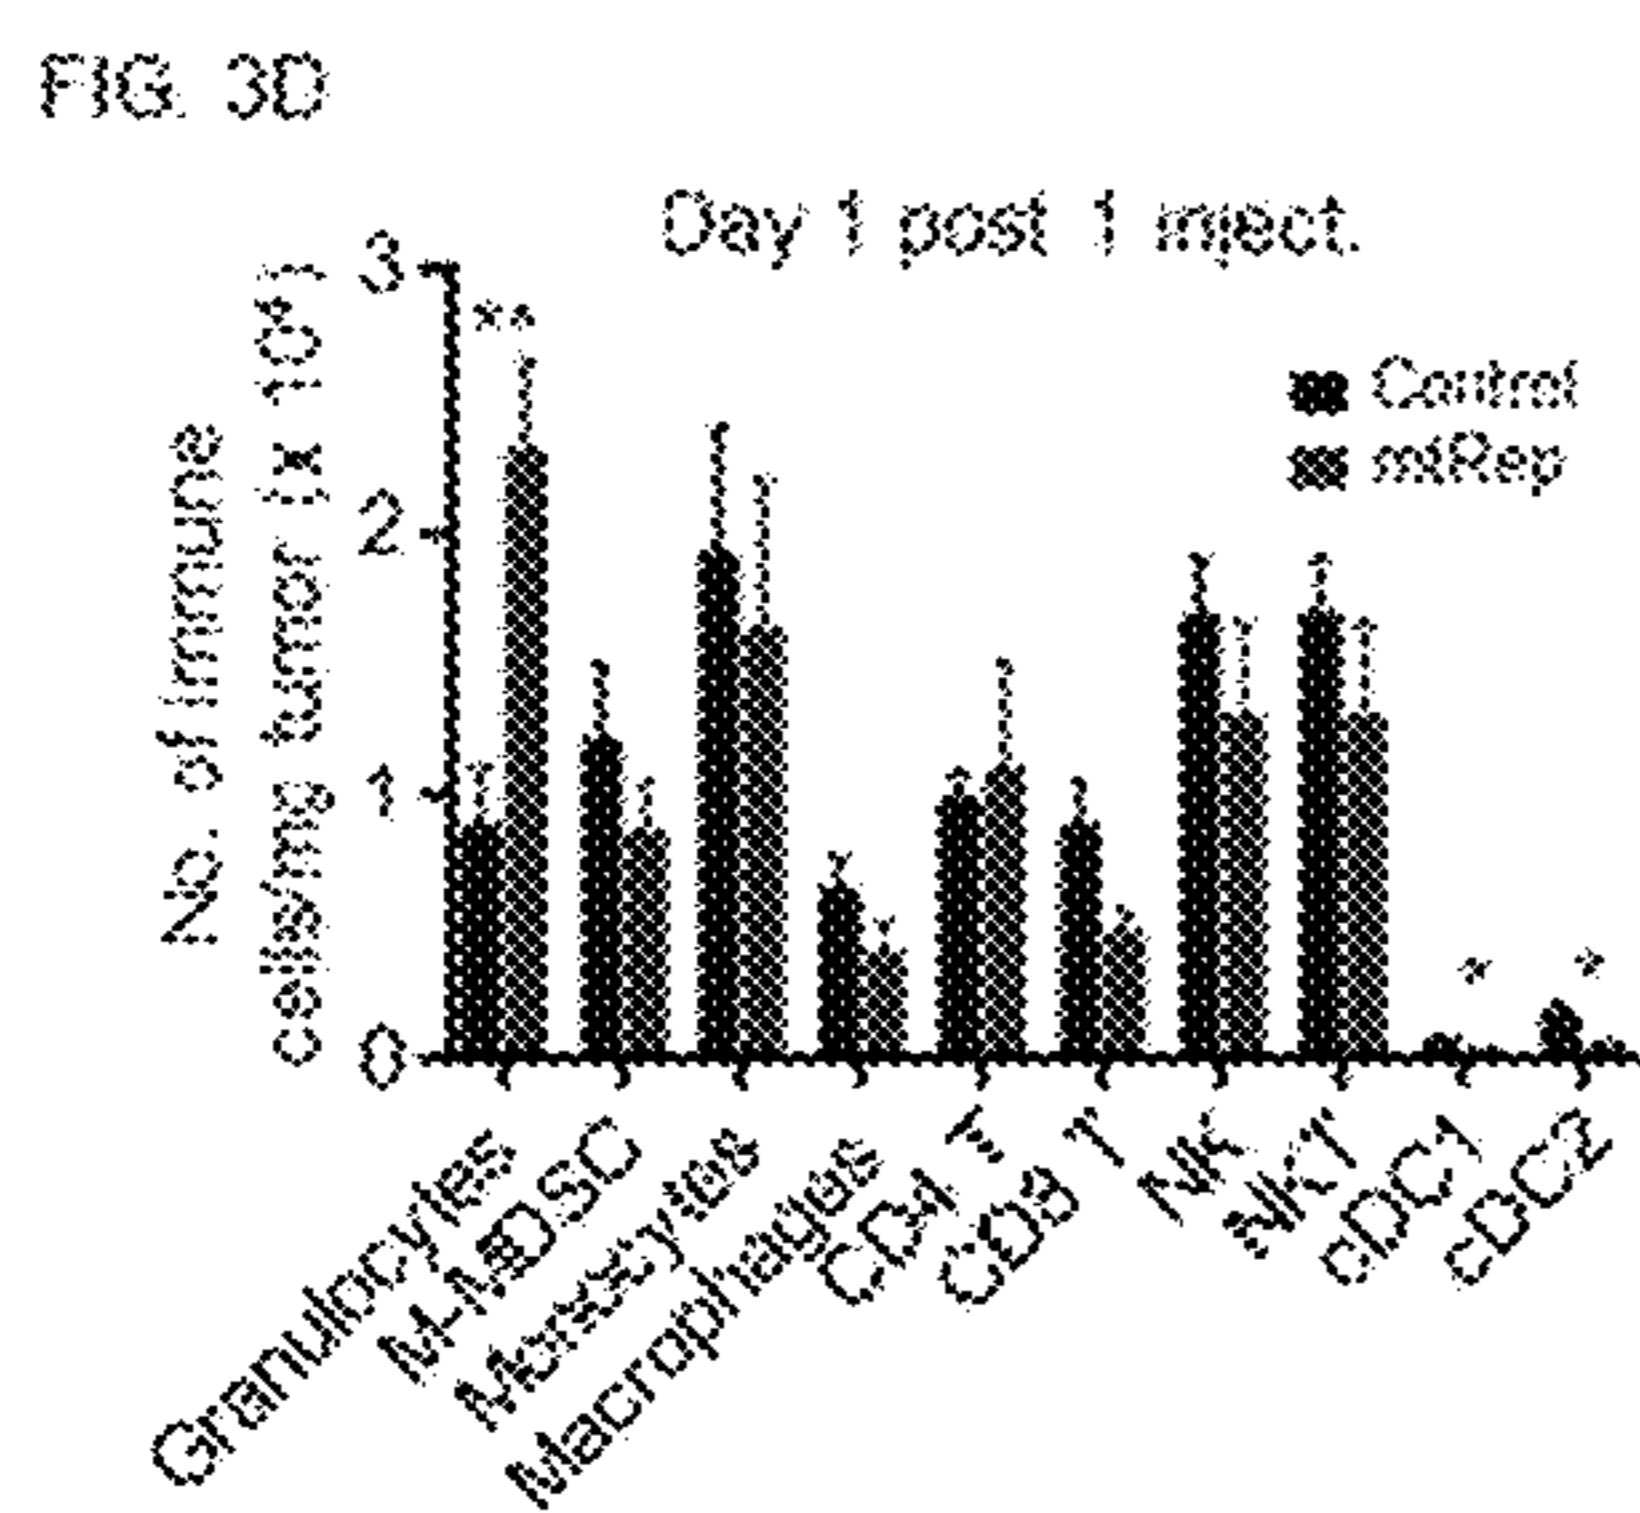 FIG. 3D
Day 1 post 1 inject.
No. of Immune
cells/mg tumor (x 10⁴)
3
2
1
0
**
*
*
Control
mtRep
Granulocytes
M-MDSC
Monocytes
Macrophages
CD4 T
CD8 T
NK
NKT
cDC1
cDC2